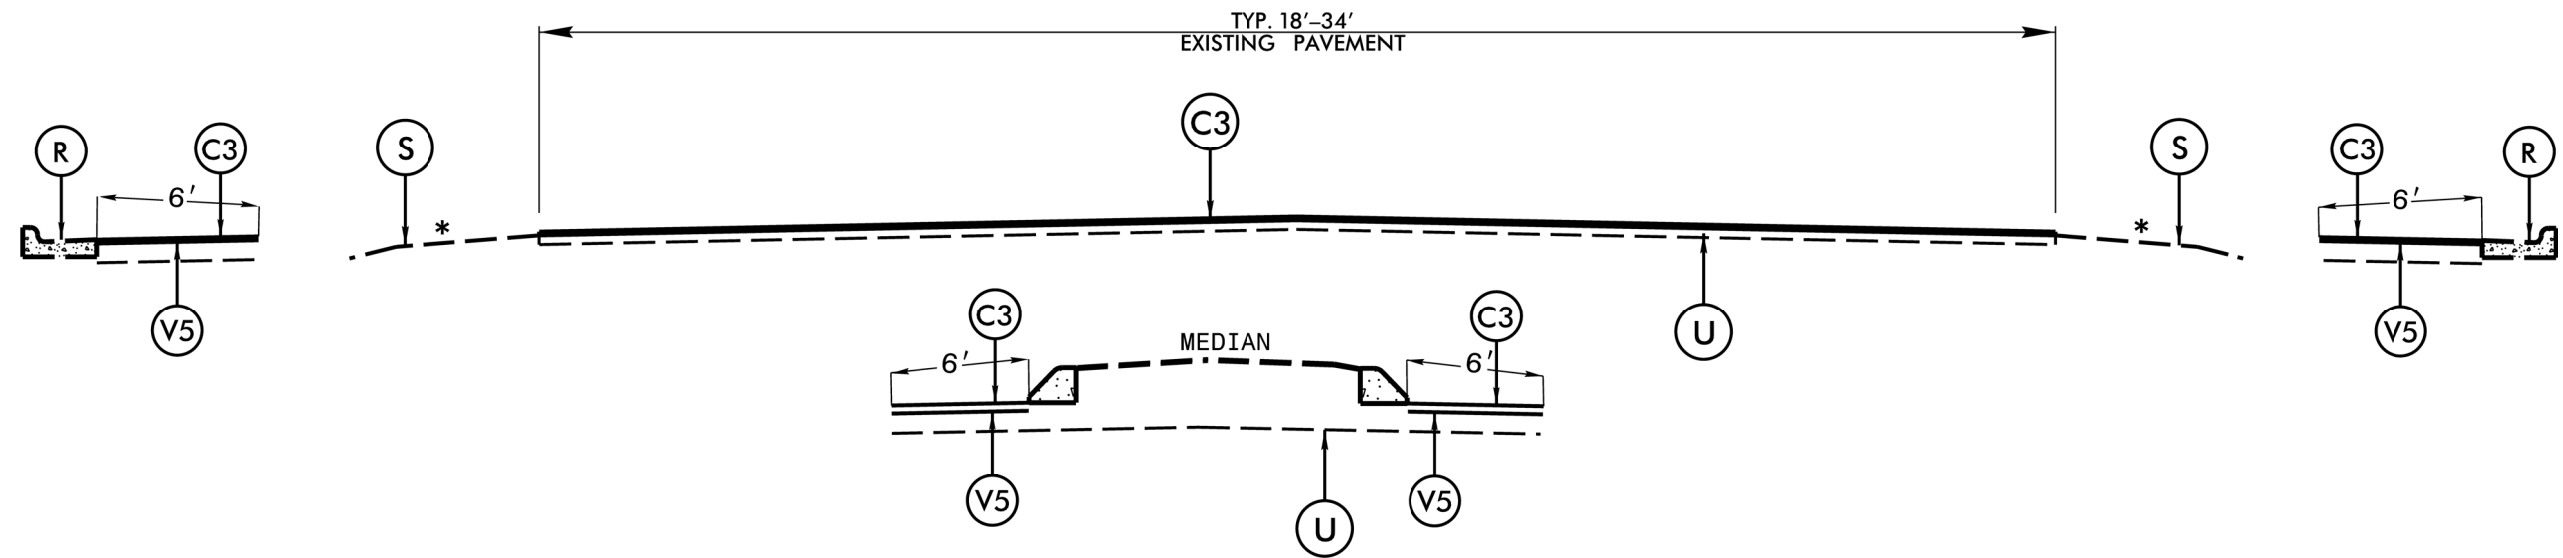 TYP. 18'–34'
EXISTING PAVEMENT
R
C3
S
C3
S
C3
R
6'
*
*
6'
V5
C3
MEDIAN
C3
U
V5
6'
6'
V5
U
V5